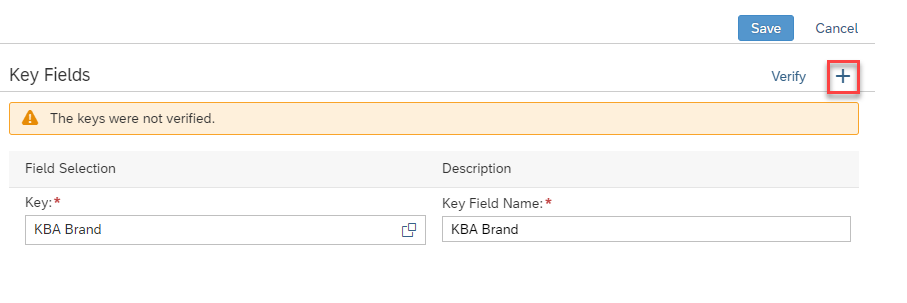 Save Cancel
Key Fields Verify +
The keys were not verified.
Field Selection Description
Key:* Key Field Name:*
KBA Brand KBA Brand